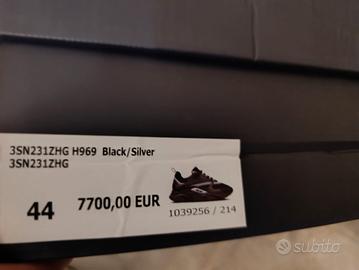 3SN231ZHG H969 Black/Silver
3SN231ZHG
44
7700,00 EUR
1039256 / 214
subito